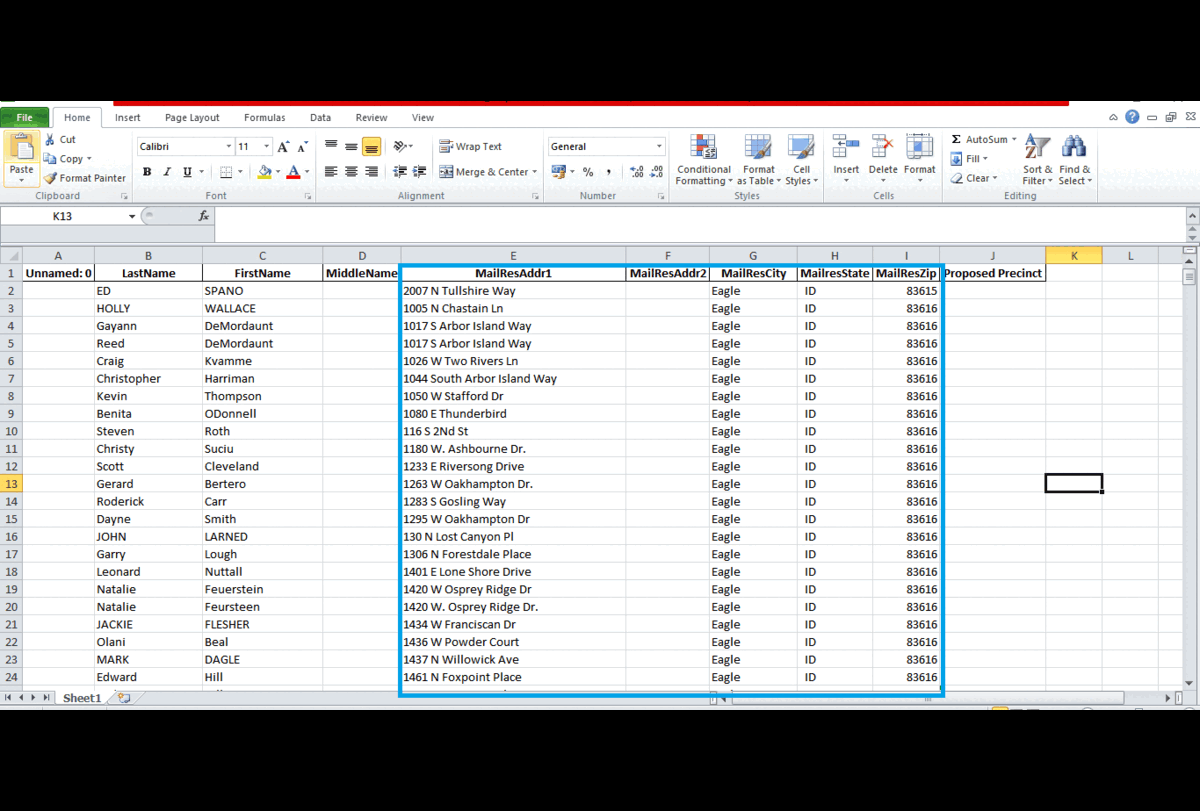 File Home Insert Page Layout Formulas Data Review View
Cut
Copy
Format Painter
Paste
Calibri 11
B I U
Wrap Text
Merge & Center
General
% ,
Conditional Formatting
Format as Table
Cell Styles
Insert Delete Format
Σ AutoSum
Fill
Clear
Sort & Filter
Find & Select
Clipboard Font Alignment Number Styles Cells Editing
K13 fx
A B C D E F G H I J K L
1 Unnamed: 0 LastName FirstName MiddleName MailResAddr1 MailResAddr2 MailResCity MailresState MailResZip Proposed Precinct
2 ED SPANO 2007 N Tullshire Way Eagle ID 83615
3 HOLLY WALLACE 1005 N Chastain Ln Eagle ID 83616
4 Gayann DeMordaunt 1017 S Arbor Island Way Eagle ID 83616
5 Reed DeMordaunt 1017 S Arbor Island Way Eagle ID 83616
6 Craig Kvamme 1026 W Two Rivers Ln Eagle ID 83616
7 Christopher Harriman 1044 South Arbor Island Way Eagle ID 83616
8 Kevin Thompson 1050 W Stafford Dr Eagle ID 83616
9 Benita ODonnell 1080 E Thunderbird Eagle ID 83616
10 Steven Roth 116 S 2Nd St Eagle ID 83616
11 Christy Suciu 1180 W. Ashbourne Dr. Eagle ID 83616
12 Scott Cleveland 1233 E Riversong Drive Eagle ID 83616
13 Gerard Bertero 1263 W Oakhampton Dr. Eagle ID 83616
14 Roderick Carr 1283 S Gosling Way Eagle ID 83616
15 Dayne Smith 1295 W Oakhampton Dr Eagle ID 83616
16 JOHN LARNED 130 N Lost Canyon Pl Eagle ID 83616
17 Garry Lough 1306 N Forestdale Place Eagle ID 83616
18 Leonard Nuttall 1401 E Lone Shore Drive Eagle ID 83616
19 Natalie Feuerstein 1420 W Osprey Ridge Dr Eagle ID 83616
20 Natalie Feursteen 1420 W. Osprey Ridge Dr. Eagle ID 83616
21 JACKIE FLESHER 1434 W Franciscan Dr Eagle ID 83616
22 Olani Beal 1436 W Powder Court Eagle ID 83616
23 MARK DAGLE 1437 N Willowick Ave Eagle ID 83616
24 Edward Hill 1461 N Foxpoint Place Eagle ID 83616
Sheet1